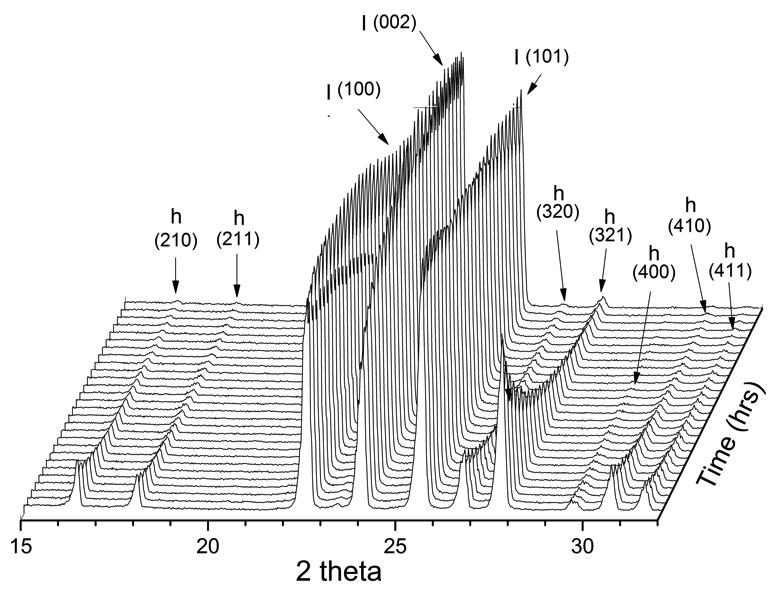 I (002)
I (101)
I (100)
h
(320)
h
(410)
h
(210)
h
(211)
h
(321)
h
(400)
h
(411)
Time (hrs)
15
20
25
30
2 theta